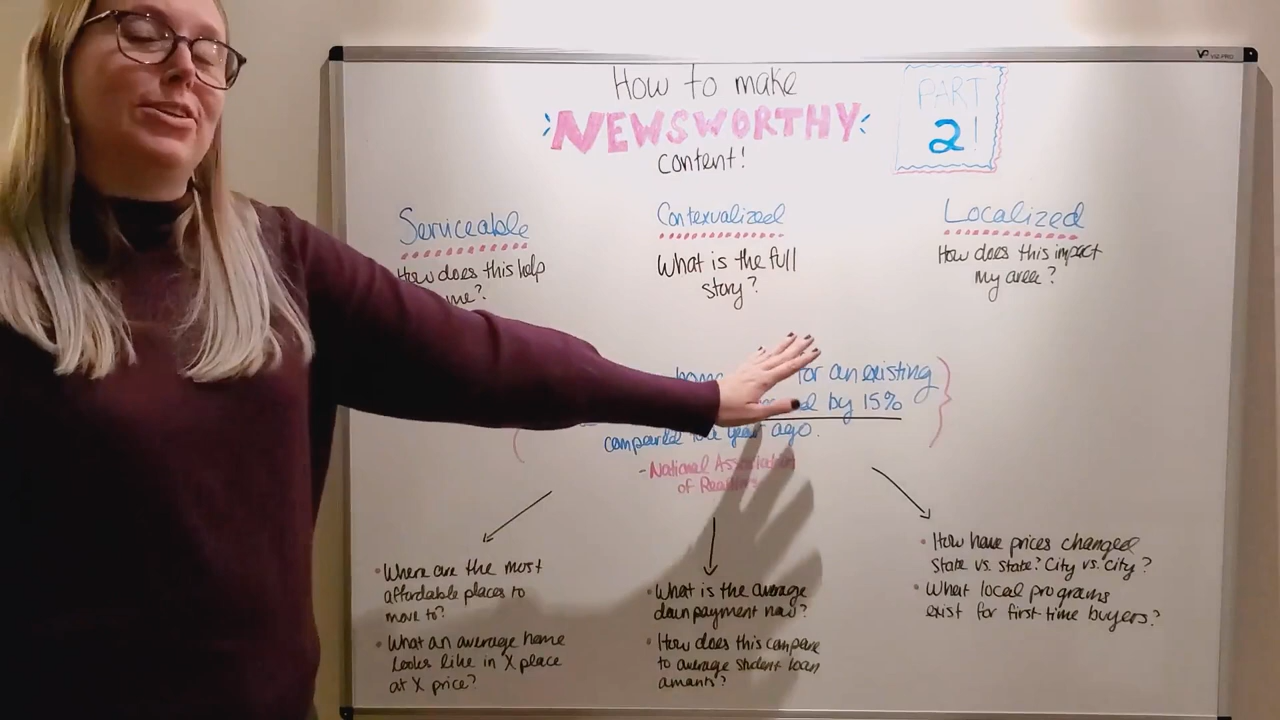 VIZ-PRO
How to make
NEWSWORTHY
content!
PART
2!
Serviceable
How does this help
me?
Contexualized
What is the full
story?
Localized
How does this impact
my area?
for an existing
by 15%
compared to a year ago.
- National Association
of Realtors
• Where are the most
affordable places to
move to?
• What an average home
looks like in X place
at X price?
• What is the average
down payment now?
• How does this compare
to average student loan
amants?
• How have prices changed
State vs. State? City vs. City?
• What local programs
exist for first-time buyers?